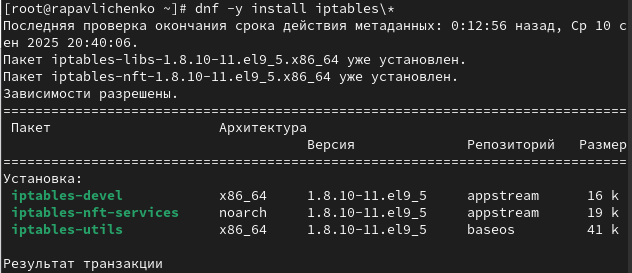 [root@rapavlichenko ~]# dnf -y install iptables\*
Последняя проверка окончания срока действия метаданных: 0:12:56 назад, Ср 10 с
ен 2025 20:40:06.
Пакет iptables-libs-1.8.10-11.el9_5.x86_64 уже установлен.
Пакет iptables-nft-1.8.10-11.el9_5.x86_64 уже установлен.
Зависимости разрешены.
================================================================================
Пакет Архитектура
Версия Репозиторий Размер
================================================================================
Установка:
iptables-devel x86_64 1.8.10-11.el9_5 appstream 16 k
iptables-nft-services noarch 1.8.10-11.el9_5 appstream 19 k
iptables-utils x86_64 1.8.10-11.el9_5 baseos 41 k
Результат транзакции